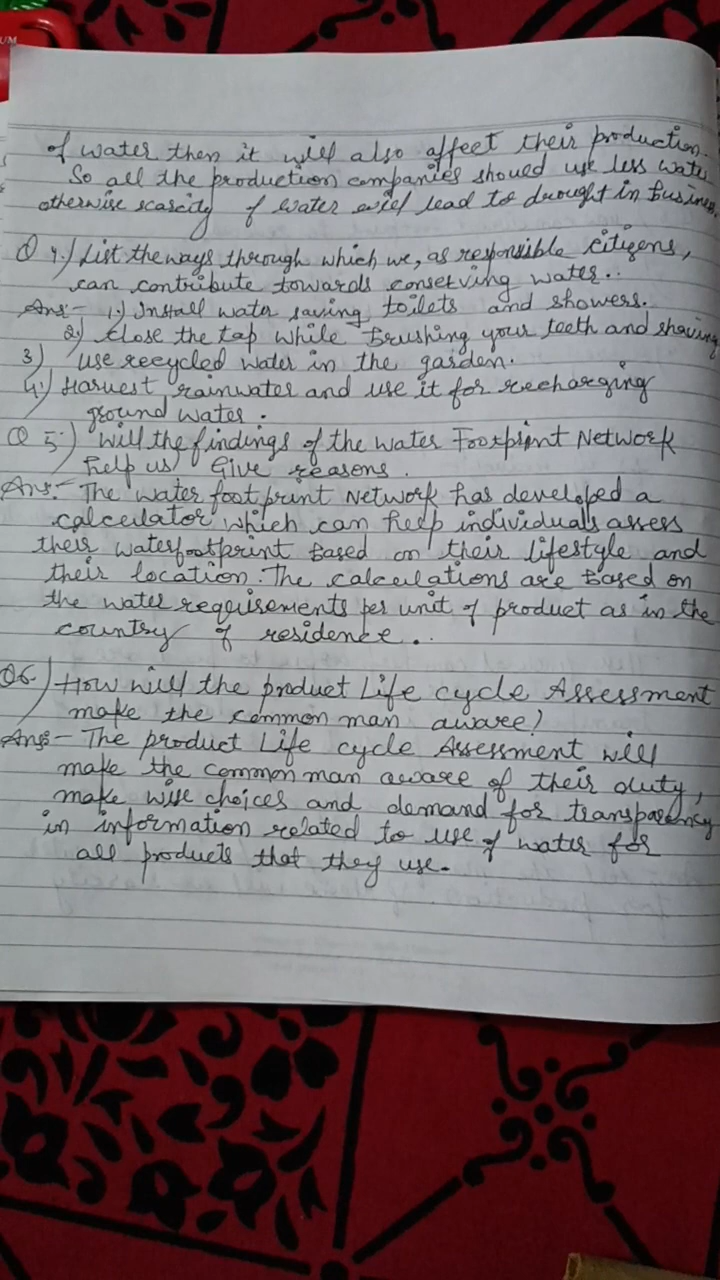 UM
of water then it will also affect their production.
So all the production companies should use less water
otherwise scarcity of water will lead to drought in business
Q 4.) List the ways through which we, as responsible citizens,
can contribute towards conserving water..
Ans:- 1.) Install water saving toilets and showers.
2.) Close the tap while brushing your teeth and shaving
3) use recycled water in the garden.
4.) Harvest rainwater and use it for recharging
ground water.
Q 5.) Will the findings of the water Footprint Network
help us? Give reasons.
Ans:- The water footprint Network has developed a
calculator which can help individuals assess
their waterfootprint based on their lifestyle and
their location. The calculations are based on
the water requirements per unit of product as in the
country of residence..
Q6.) How will the product Life cycle Assessment
make the common man aware?
Ans:- The product Life cycle Assessment will
make the common man aware of their duty,
make wise choices and demand for transparency
in information related to use of water for
all products that they use.